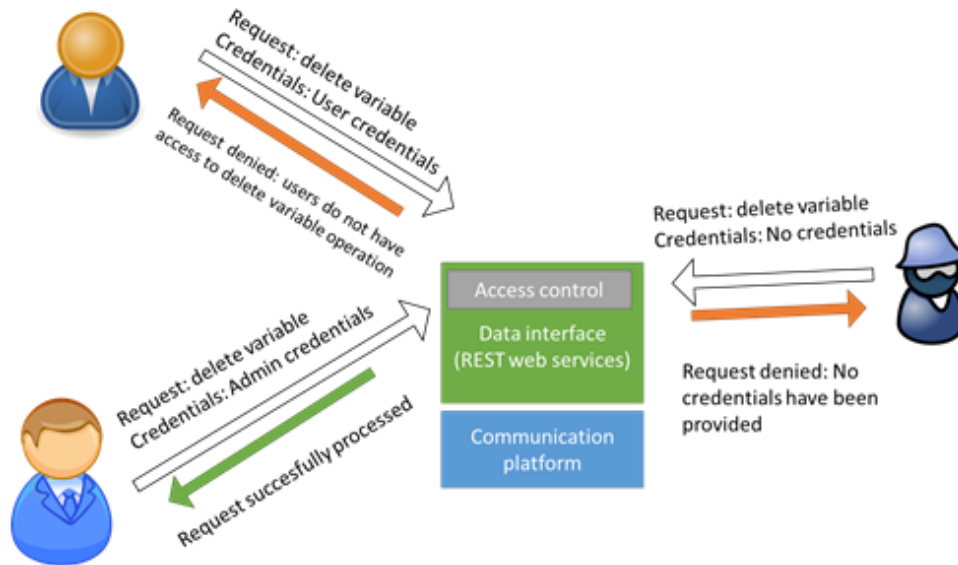 Request: delete variable
Credentials: User credentials
Request denied: users do not have
access to delete variable operation
Request: delete variable
Credentials: No credentials
Access control
Data interface
(REST web services)
Request denied: No
credentials have been
provided
Communication
platform
Request: delete variable
Credentials: Admin credentials
Request succesfully processed